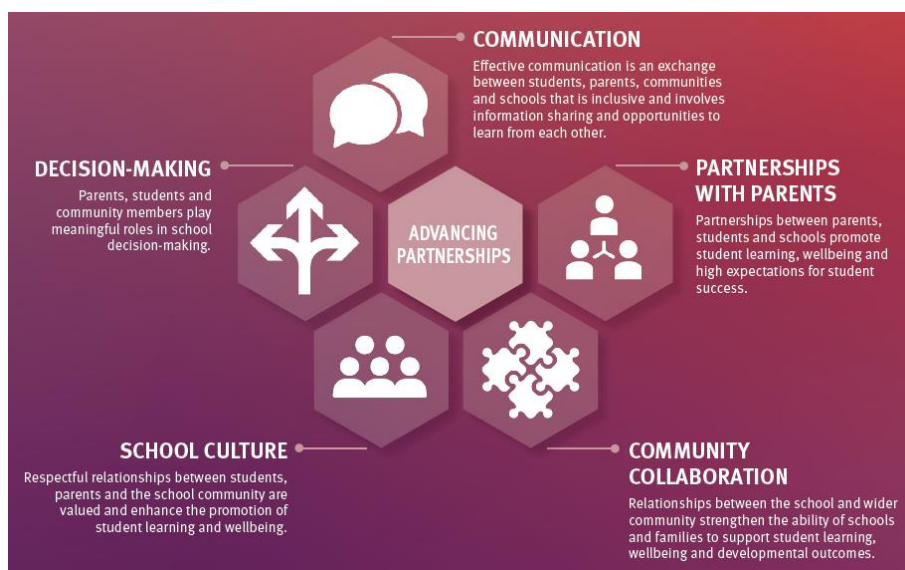 COMMUNICATION
Effective communication is an exchange
between students, parents, communities
and schools that is inclusive and involves
information sharing and opportunities to
learn from each other.
DECISION-MAKING
Parents, students and
community members play
meaningful roles in school
decision-making.
ADVANCING
PARTNERSHIPS
PARTNERSHIPS
WITH PARENTS
Partnerships between parents,
students and schools promote
student learning, wellbeing and
high expectations for student
success.
SCHOOL CULTURE
Respectful relationships between students,
parents and the school community are
valued and enhance the promotion of
student learning and wellbeing.
COMMUNITY
COLLABORATION
Relationships between the school and wider
community strengthen the ability of schools
and families to support student learning,
wellbeing and developmental outcomes.